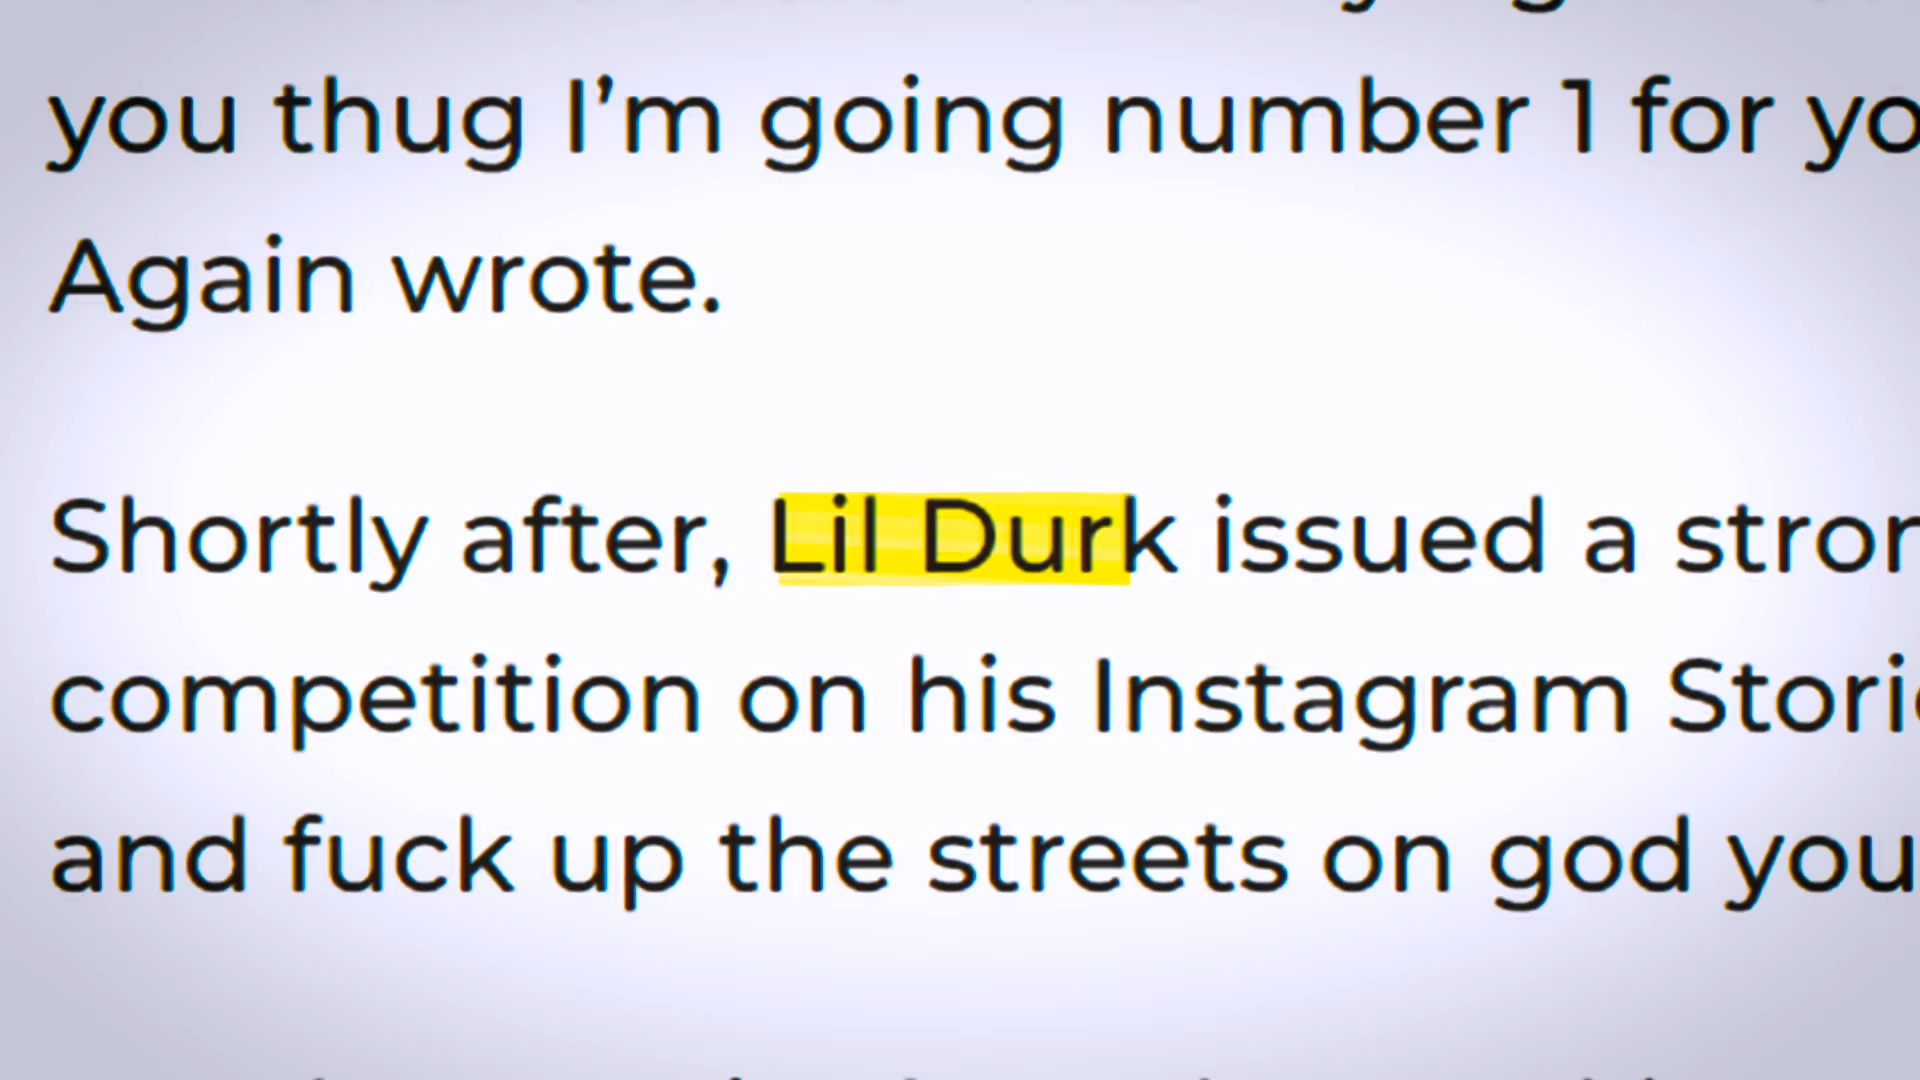 you thug I’m going number 1 for yo
Again wrote.
Shortly after, Lil Durk issued a stron
competition on his Instagram Stori
and fuck up the streets on god you